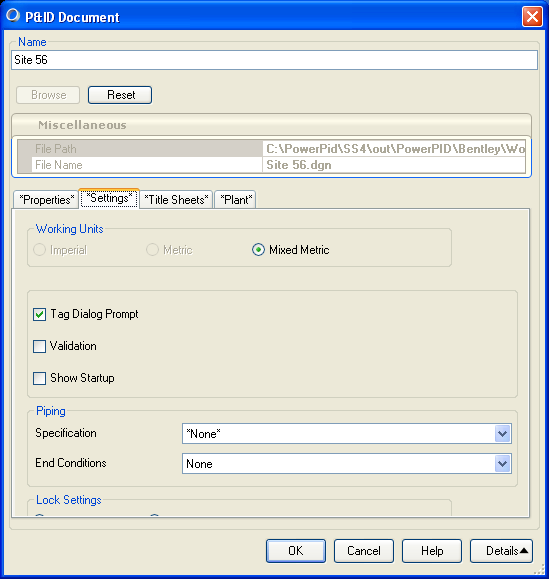 P&ID Document
Name
Site 56
Browse Reset
Miscellaneous
File Path C:\PowerPid\SS4\out\PowerPID\Bentley\Wo
File Name Site 56.dgn
*Properties* *Settings* *Title Sheets* *Plant*
Working Units
Imperial Metric Mixed Metric
Tag Dialog Prompt
Validation
Show Startup
Piping
Specification *None*
End Conditions None
Lock Settings
OK Cancel Help Details